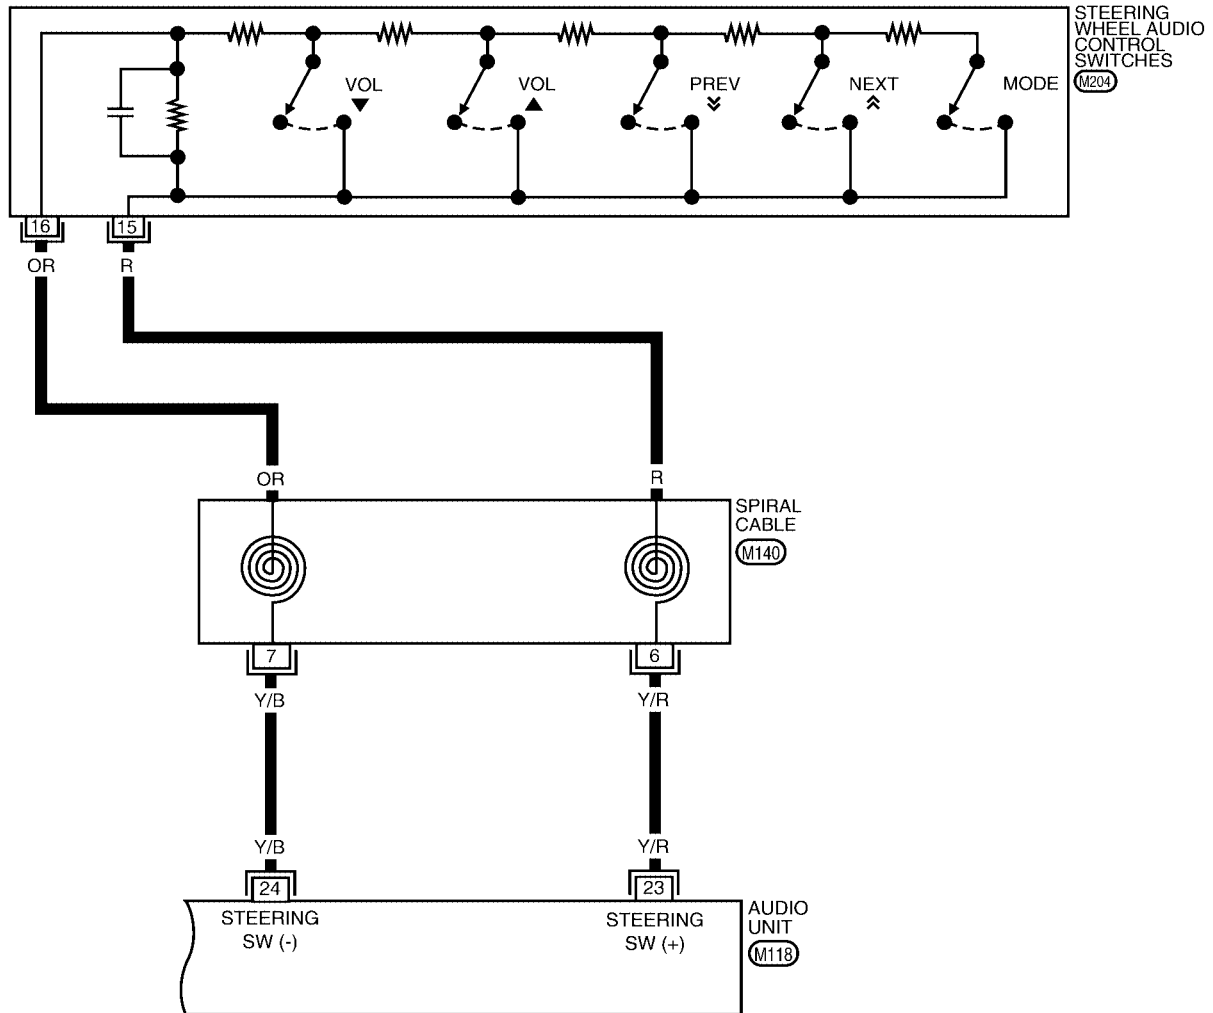 STEERING
WHEEL AUDIO
CONTROL
SWITCHES
M204
VOL
VOL
PREV
NEXT
MODE
16
15
OR
R
OR
R
SPIRAL
CABLE
M140
7
6
Y/B
Y/R
Y/B
Y/R
24
23
STEERING
SW (-)
STEERING
SW (+)
AUDIO
UNIT
M118